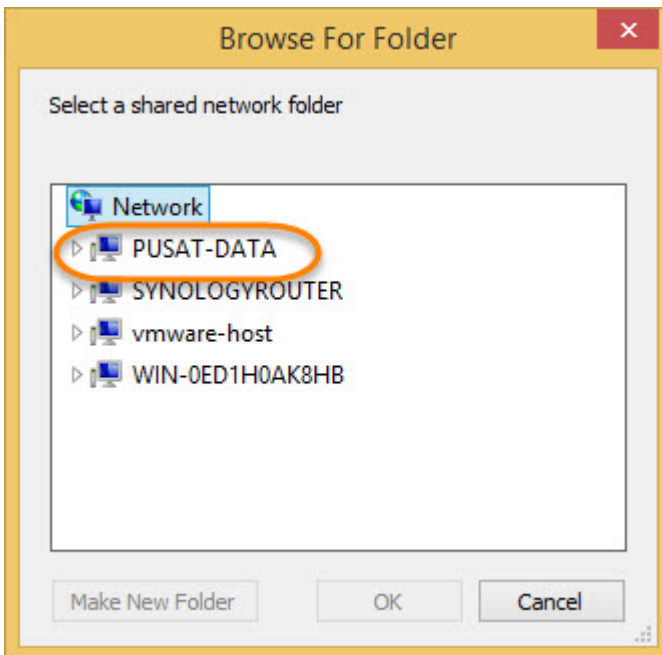 Browse For Folder
Select a shared network folder
Network
PUSAT-DATA
SYNOLOGYROUTER
vmware-host
WIN-0ED1H0AK8HB
Make New Folder OK Cancel